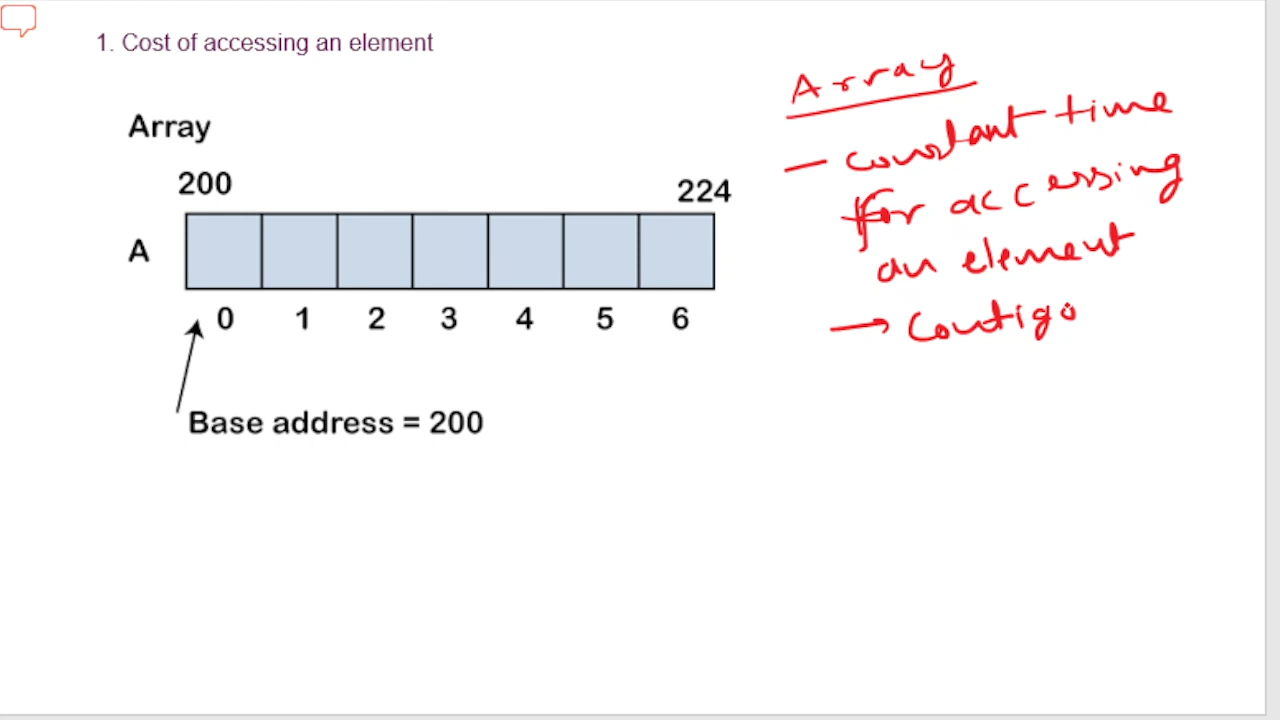 1. Cost of accessing an element
Array
200 224
A
0 1 2 3 4 5 6
Base address = 200
Array
— constant time
for accessing
an element
→ Contigo